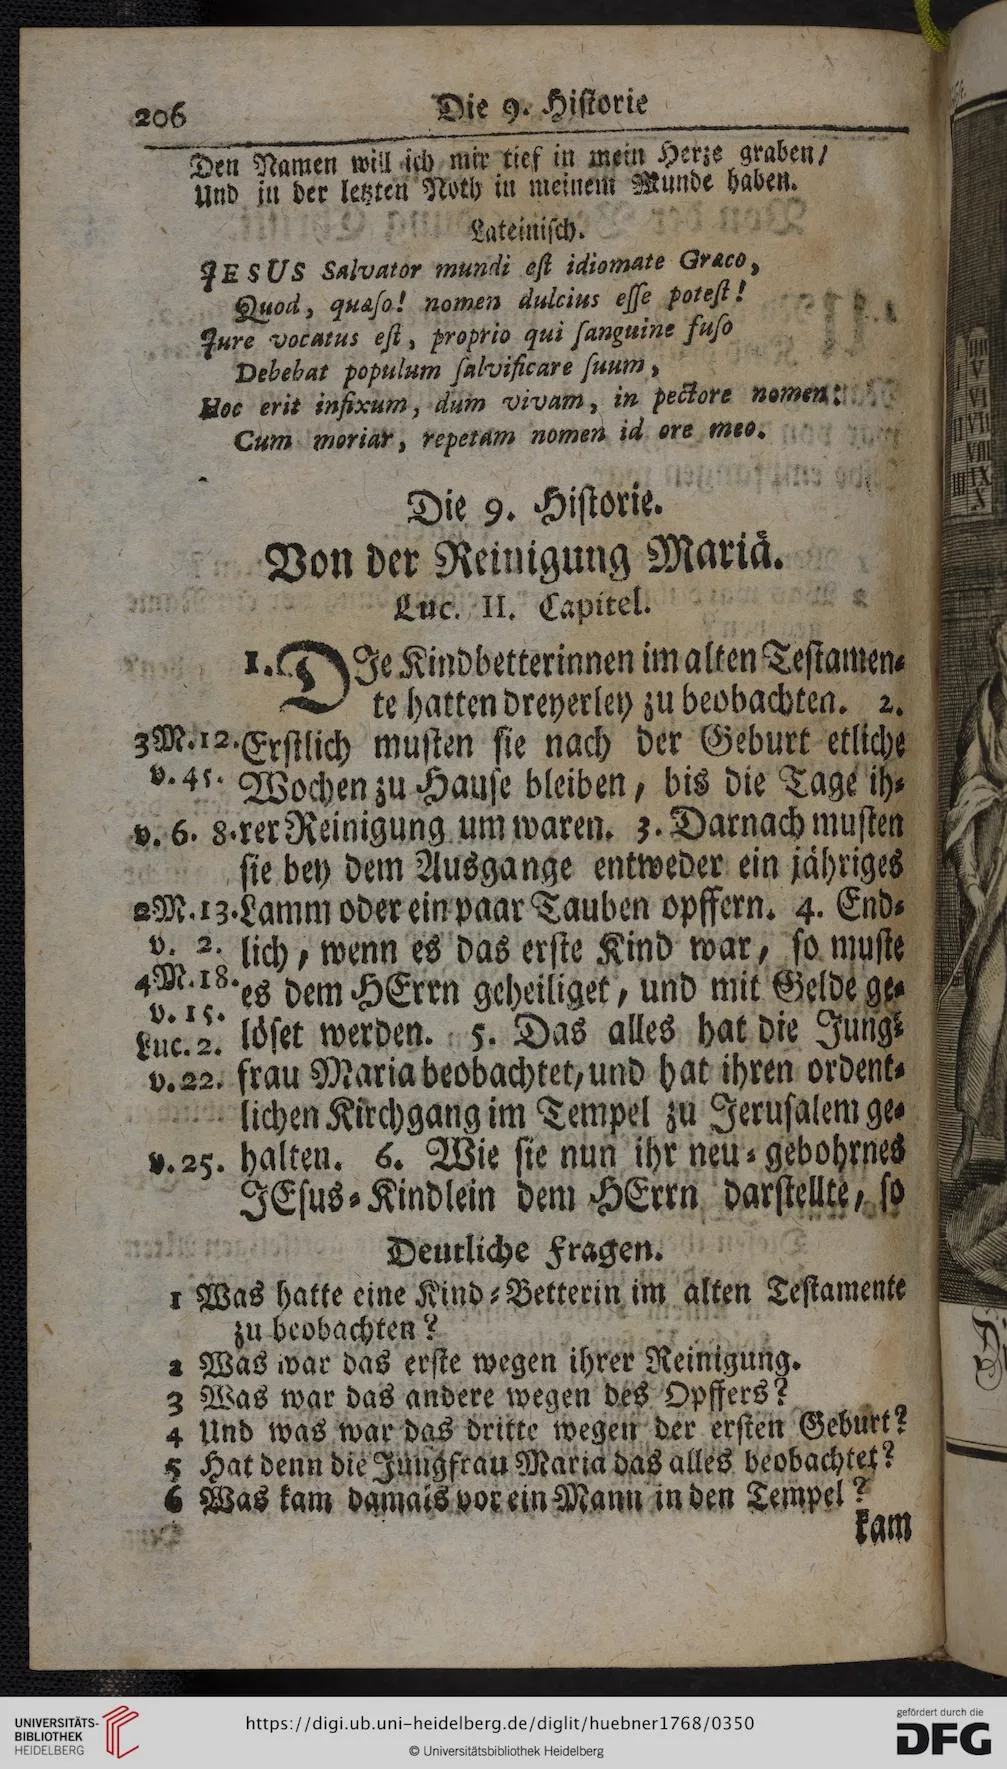 206 Die 9. Historie
Den Namen will ich mir tief in mein Herze graben/
Und in der letzten Noth in meinem Munde haben.
Lateinisch.
JESUS Salvator mundi eſt idiomate Græco,
Quod, quæſo! nomen dulcius eſſe poteſt!
Jure vocatus eſt, proprio qui ſanguine fuſo
Debebat populum ſalvificare ſuum,
Hoc erit infixum, dum vivam, in pectore nomen:
Cum moriar, repetam nomen id ore meo.
Die 9. Hiſtorie.
Von der Reinigung Mariä.
Luc. II. Capitel.
1. DJe Kindbetterinnen im alten Teſtamen⸗
te hatten dreyerley zu beobachten. 2.
3M.12. Erſtlich muſten ſie nach der Geburt etliche
v. 45. Wochen zu Hauſe bleiben, bis die Tage ih⸗
v. 6. 8. rer Reinigung um waren. 3. Darnach muſten
ſie bey dem Ausgange entweder ein jähriges
2M.13. Lamm oder ein paar Tauben opffern. 4. End⸗
v. 2. lich, wenn es das erſte Kind war, ſo muſte
4M.18. es dem HErrn geheiliget, und mit Gelde ge⸗
v. 15.
Luc. 2. löſet werden. 5. Das alles hat die Jung⸗
v. 22. frau Maria beobachtet, und hat ihren ordent⸗
lichen Kirchgang im Tempel zu Jeruſalem ge⸗
v. 25. halten. 6. Wie ſie nun ihr neu⸗gebohrnes
JEſus⸗Kindlein dem HErrn darſtellte, ſo
Deutliche Fragen.
1 Was hatte eine Kind⸗Betterin im alten Teſtamente
zu beobachten?
2 Was war das erſte wegen ihrer Reinigung.
3 Was war das andere wegen des Opffers?
4 Und was war das dritte wegen der erſten Geburt?
5 Hat denn die Jungfrau Maria das alles beobachtet?
6 Was kam damals vor ein Mann in den Tempel?
kam
UNIVERSITÄTS-
BIBLIOTHEK
HEIDELBERG
https://digi.ub.uni-heidelberg.de/diglit/huebner1768/0350
© Universitätsbibliothek Heidelberg
gefördert durch die
DFG